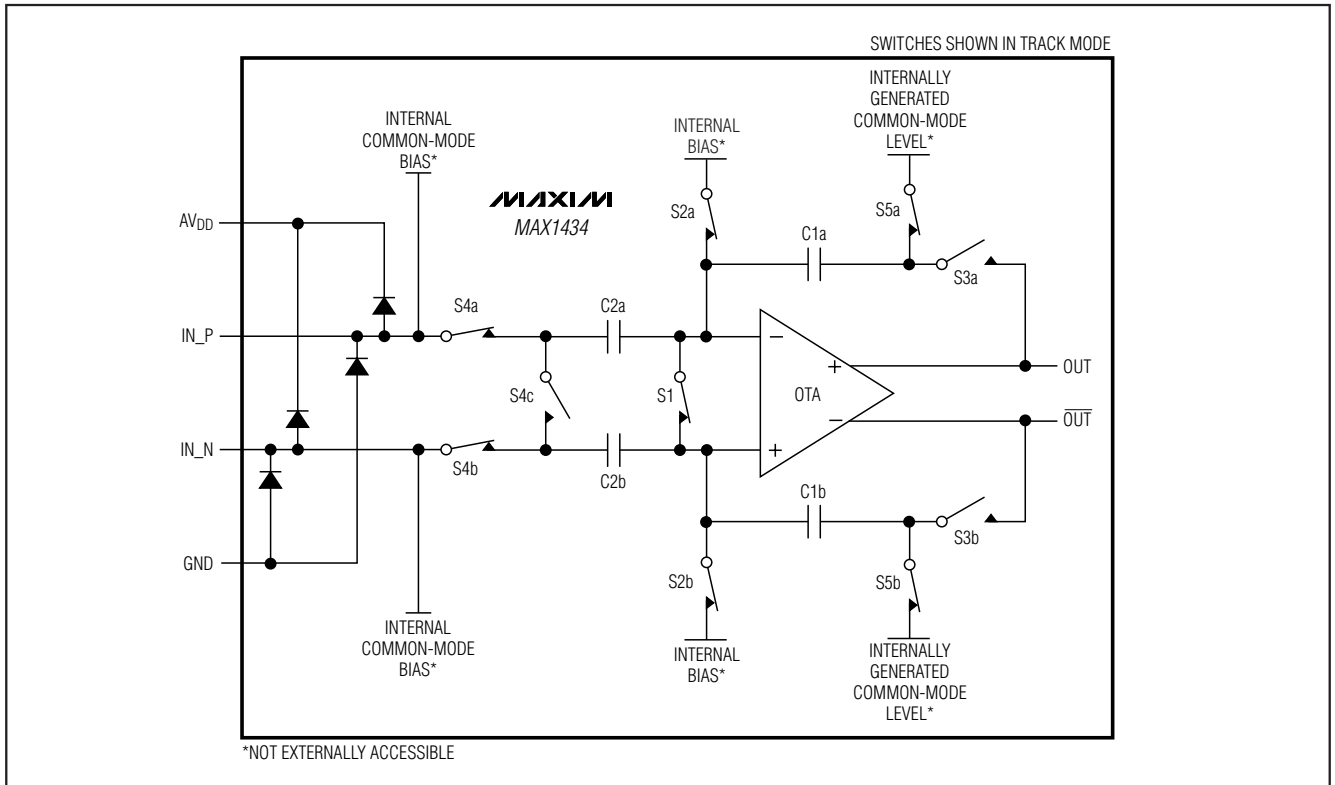 SWITCHES SHOWN IN TRACK MODE
INTERNALLY
GENERATED
COMMON-MODE
LEVEL*
INTERNAL
COMMON-MODE
BIAS*
INTERNAL
BIAS*
MAXIM
MAX1434
AVDD
S2a
S5a
C1a
S3a
S4a
C2a
IN_P
OUT
S4c
S1
OTA
−
+
−
+
OUT
IN_N
S4b
C2b
C1b
S3b
GND
S2b
S5b
INTERNAL
COMMON-MODE
BIAS*
INTERNAL
BIAS*
INTERNALLY
GENERATED
COMMON-MODE
LEVEL*
*NOT EXTERNALLY ACCESSIBLE